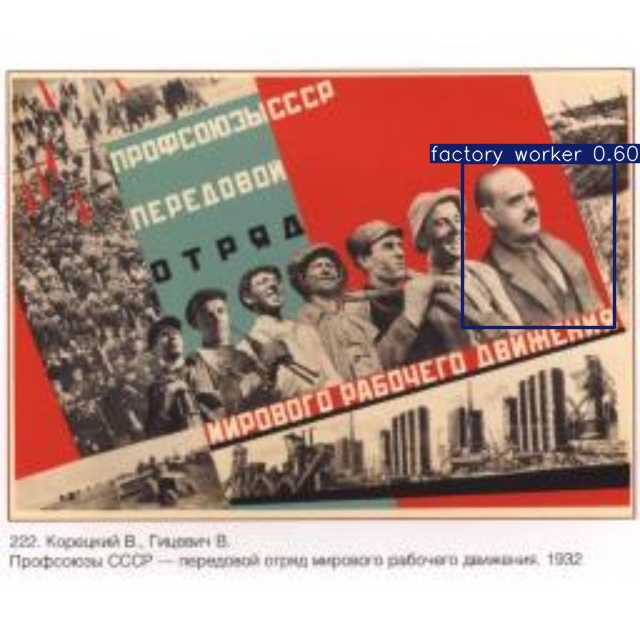 factory worker 0.60
ПРОФСОЮЗЫ СССР
ПЕРЕДОВОЙ
ОТРЯД
МИРОВОГО РАБОЧЕГО ДВИЖЕНИЯ
222. Корецкий В., Гицевич В.
Профсоюзы СССР — передовой отряд мирового рабочего движения. 1932